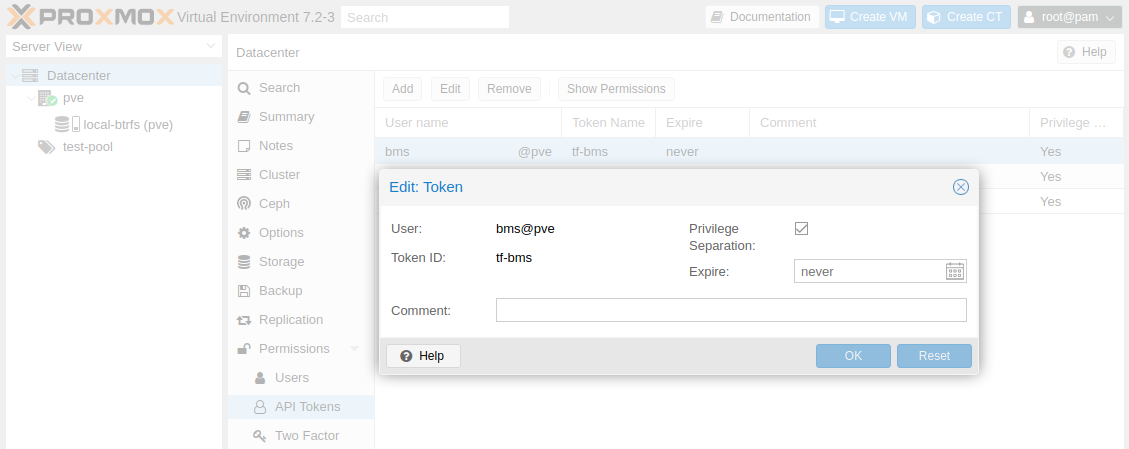 PROXMOX Virtual Environment 7.2-3 Search Documentation Create VM Create CT root@pam
Server View
Datacenter
pve
local-btrfs (pve)
test-pool
Datacenter Help
Search
Summary
Notes
Cluster
Ceph
Options
Storage
Backup
Replication
Permissions
Users
API Tokens
Two Factor
Add Edit Remove Show Permissions
User name Token Name Expire Comment Privilege ...
bms @pve tf-bms never Yes
Yes
Yes
Edit: Token
User: bms@pve
Token ID: tf-bms
Privilege
Separation:
Expire: never
Comment:
Help OK Reset